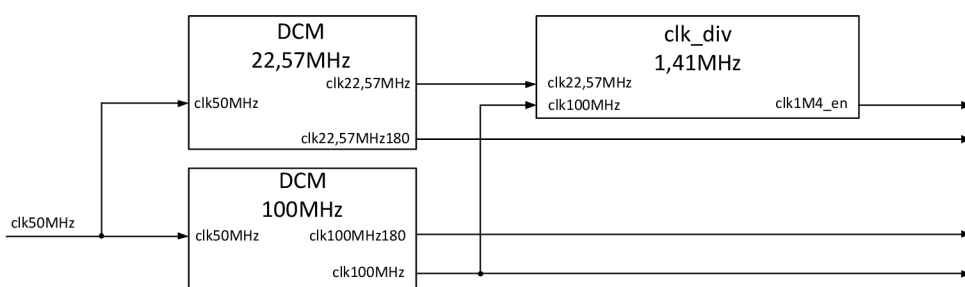 DCM
22,57MHz
clk22,57MHz
clk50MHz
clk22,57MHz180
clk_div
1,41MHz
clk22,57MHz
clk100MHz
clk1M4_en
clk50MHz
DCM
100MHz
clk50MHz
clk100MHz180
clk100MHz